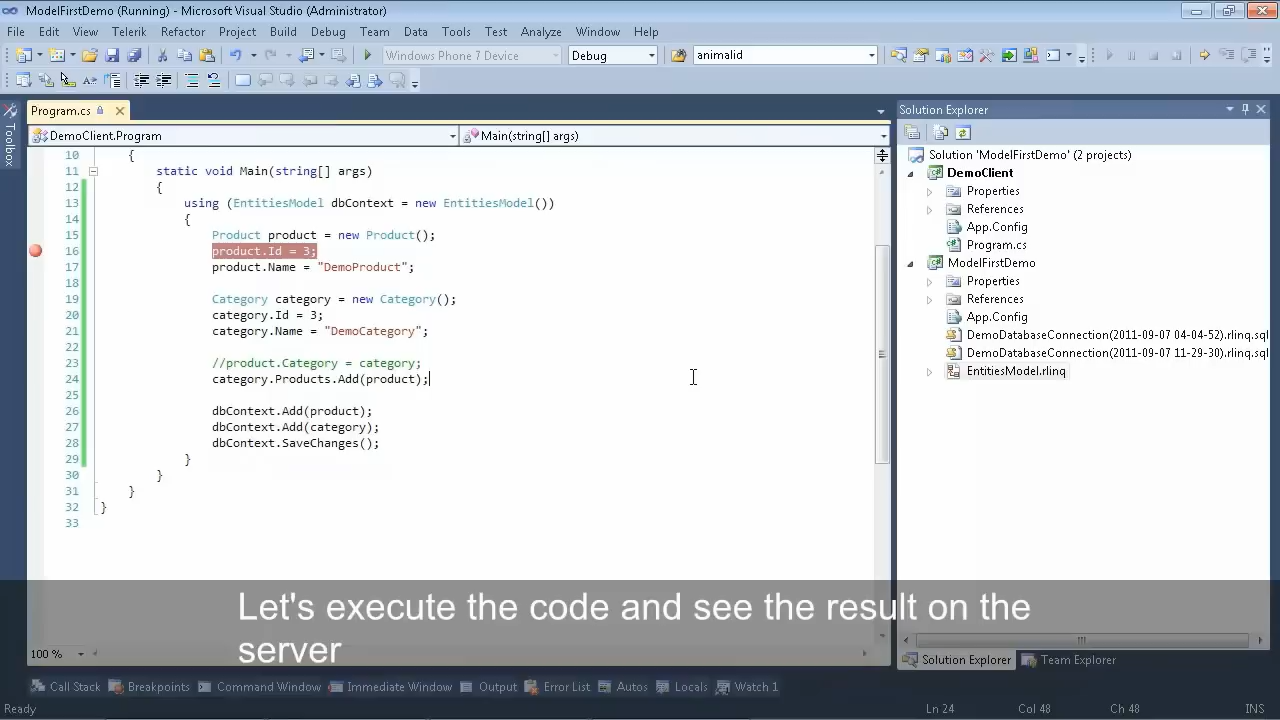 ModelFirstDemo (Running) - Microsoft Visual Studio (Administrator)
File Edit View Telerik Refactor Project Build Debug Team Data Tools Test Analyze Window Help
Windows Phone 7 Device Debug animalid
Program.cs
Solution Explorer
Toolbox
DemoClient.Program Main(string[] args)
10 {
11 static void Main(string[] args)
12 {
13 using (EntitiesModel dbContext = new EntitiesModel())
14 {
15 Product product = new Product();
16 product.Id = 3;
17 product.Name = "DemoProduct";
18
19 Category category = new Category();
20 category.Id = 3;
21 category.Name = "DemoCategory";
22
23 //product.Category = category;
24 category.Products.Add(product);
25
26 dbContext.Add(product);
27 dbContext.Add(category);
28 dbContext.SaveChanges();
29 }
30 }
31 }
32 }
33
Solution 'ModelFirstDemo' (2 projects)
DemoClient
Properties
References
App.Config
Program.cs
ModelFirstDemo
Properties
References
App.Config
DemoDatabaseConnection(2011-09-07 04-04-52).rlinq.sql
DemoDatabaseConnection(2011-09-07 11-29-30).rlinq.sql
EntitiesModel.rlinq
Let's execute the code and see the result on the
server
100 %
Solution Explorer Team Explorer
Call Stack Breakpoints Command Window Immediate Window Output Error List Autos Locals Watch 1
Ready Ln 24 Col 48 Ch 48 INS